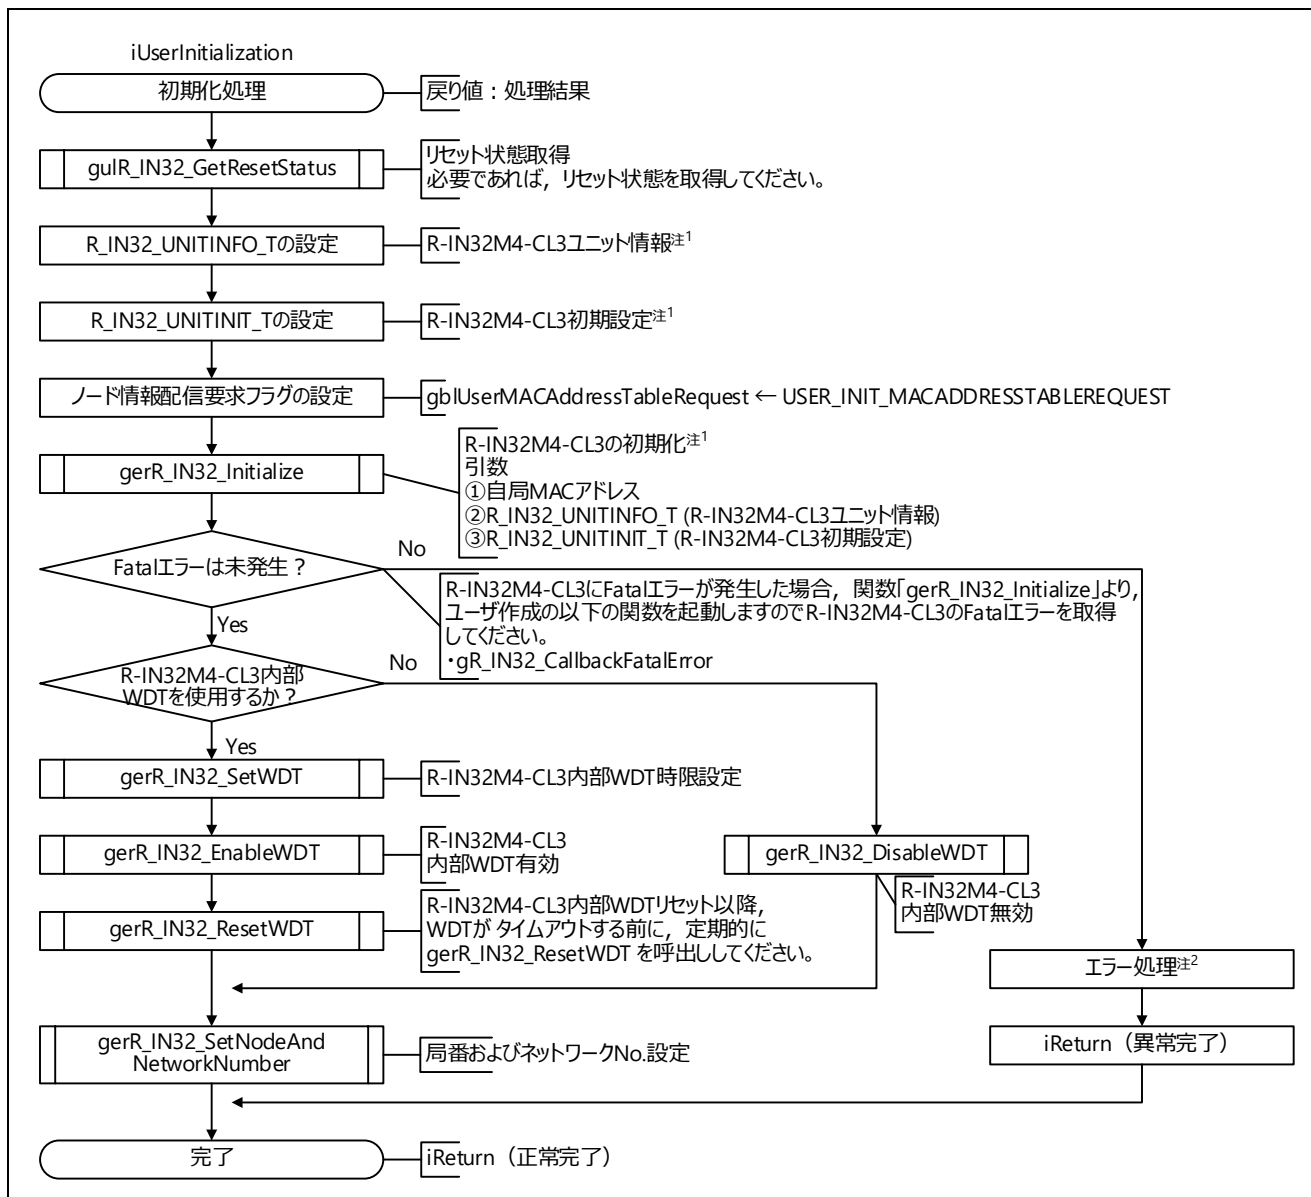 iUserInitialization
初期化処理
戻り値：処理結果
gulR_IN32_GetResetStatus
リセット状態取得
必要であれば，リセット状態を取得してください。
R_IN32_UNITINFO_Tの設定
R-IN32M4-CL3ユニット情報注1
R_IN32_UNITINIT_Tの設定
R-IN32M4-CL3初期設定注1
ノード情報配信要求フラグの設定
gblUserMACAddressTableRequest ← USER_INIT_MACADDRESSTABLEREQUEST
gerR_IN32_Initialize
R-IN32M4-CL3の初期化注1
引数
①自局MACアドレス
②R_IN32_UNITINFO_T (R-IN32M4-CL3ユニット情報)
③R_IN32_UNITINIT_T (R-IN32M4-CL3初期設定)
Fatalエラーは未発生？
No
Yes
R-IN32M4-CL3にFatalエラーが発生した場合，関数「gerR_IN32_Initialize」より，
ユーザ作成の以下の関数を起動しますのでR-IN32M4-CL3のFatalエラーを取得
してください。
・gR_IN32_CallbackFatalError
R-IN32M4-CL3内部
WDTを使用するか？
No
Yes
gerR_IN32_SetWDT
R-IN32M4-CL3内部WDT時限設定
gerR_IN32_EnableWDT
R-IN32M4-CL3
内部WDT有効
gerR_IN32_DisableWDT
R-IN32M4-CL3
内部WDT無効
gerR_IN32_ResetWDT
R-IN32M4-CL3内部WDTリセット以降，
WDTが タイムアウトする前に，定期的に
gerR_IN32_ResetWDT を呼出ししてください。
エラー処理注2
gerR_IN32_SetNodeAnd
NetworkNumber
局番およびネットワークNo.設定
iReturn（異常完了）
完了
iReturn（正常完了）